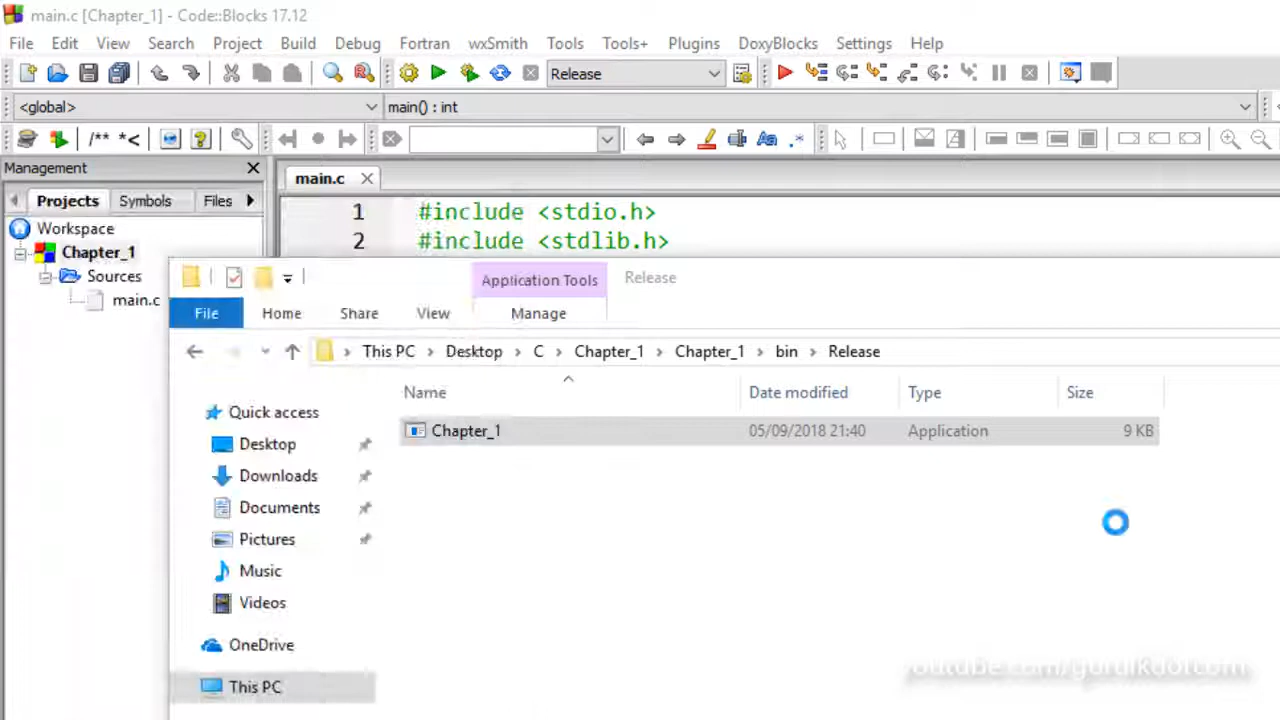 main.c [Chapter_1] - Code::Blocks 17.12
File Edit View Search Project Build Debug Fortran wxSmith Tools Tools+ Plugins DoxyBlocks Settings Help
Release
<global> main() : int
/** *<
Management
main.c
Projects Symbols Files
Workspace
Chapter_1
Sources
main.c
1 #include <stdio.h>
2 #include <stdlib.h>
Application Tools Release
File Home Share View Manage
This PC Desktop C Chapter_1 Chapter_1 bin Release
Name Date modified Type Size
Chapter_1 05/09/2018 21:40 Application 9 KB
Quick access
Desktop
Downloads
Documents
Pictures
Music
Videos
OneDrive
This PC